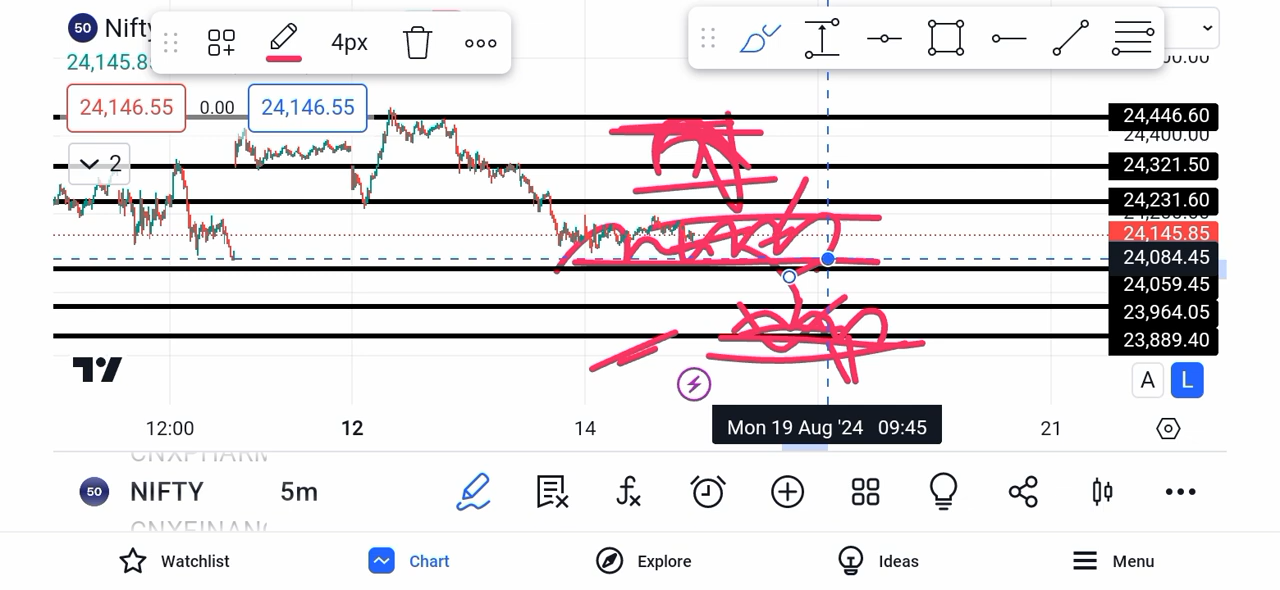 50 Nifty
4px
24,145.8
24,146.55 0.00 24,146.55
2
24,446.60
24,400.00
24,321.50
24,231.60
24,145.85
24,084.45
24,059.45
23,964.05
23,889.40
A L
Mon 19 Aug '24 09:45
12:00 12 14 21
50 NIFTY 5m
Watchlist Chart Explore Ideas Menu